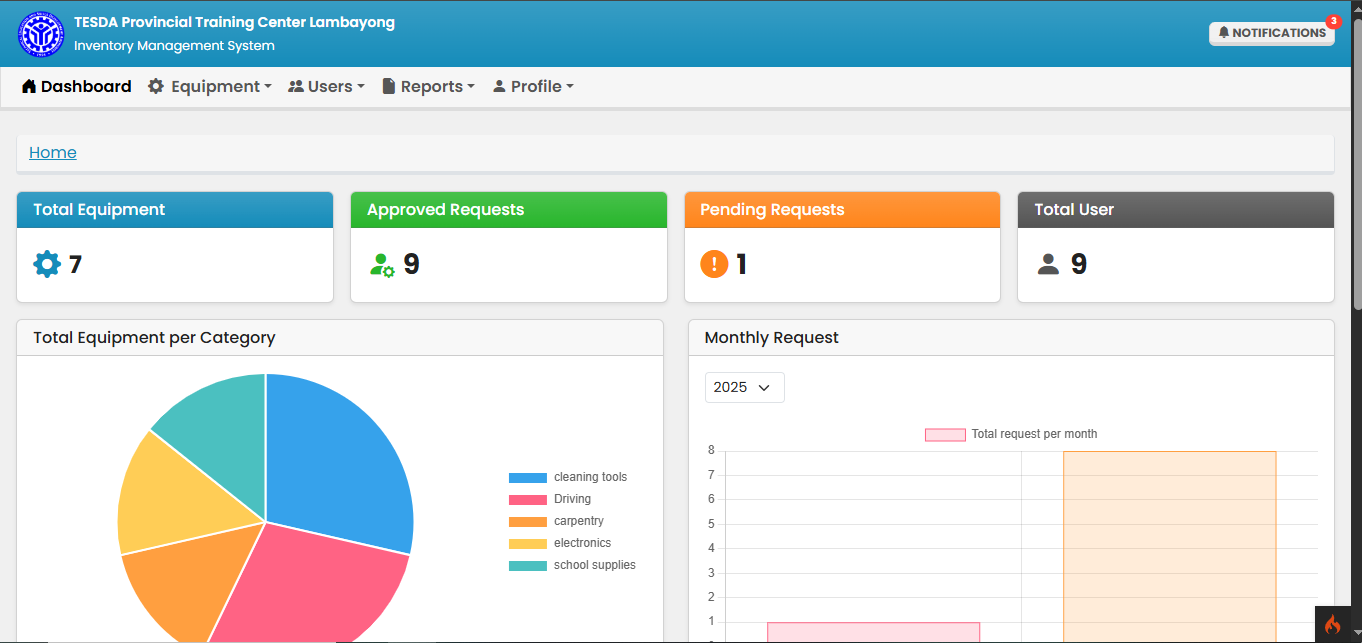 TESDA Provincial Training Center Lambayong
Inventory Management System
NOTIFICATIONS
3
Dashboard
Equipment
Users
Reports
Profile
Home
Total Equipment
7
Approved Requests
9
Pending Requests
! 1
Total User
9
Total Equipment per Category
cleaning tools
Driving
carpentry
electronics
school supplies
Monthly Request
2025
Total request per month
8
7
6
5
4
3
2
1